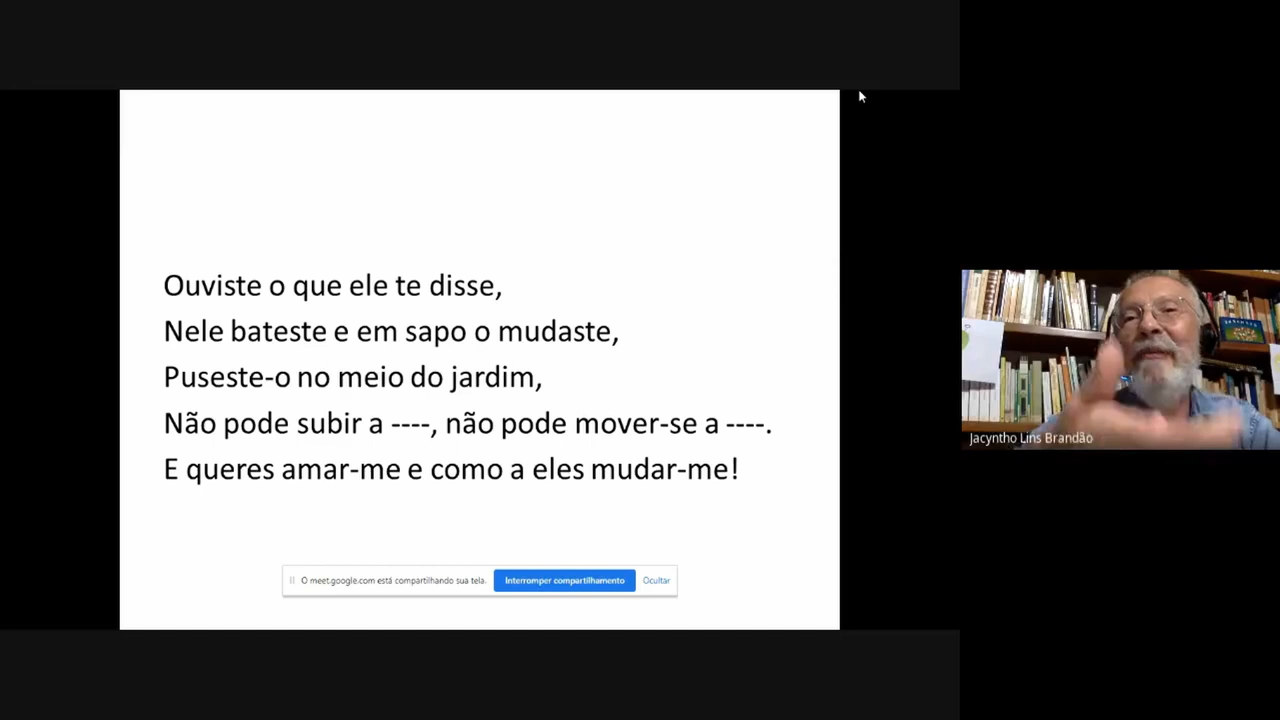 Ouviste o que ele te disse,
Nele bateste e em sapo o mudaste,
Puseste-o no meio do jardim,
Não pode subir a ----, não pode mover-se a ----.
E queres amar-me e como a eles mudar-me!
O meet.google.com está compartilhando sua tela.
Interromper compartilhamento
Ocultar
Jacyntho Lins Brandão